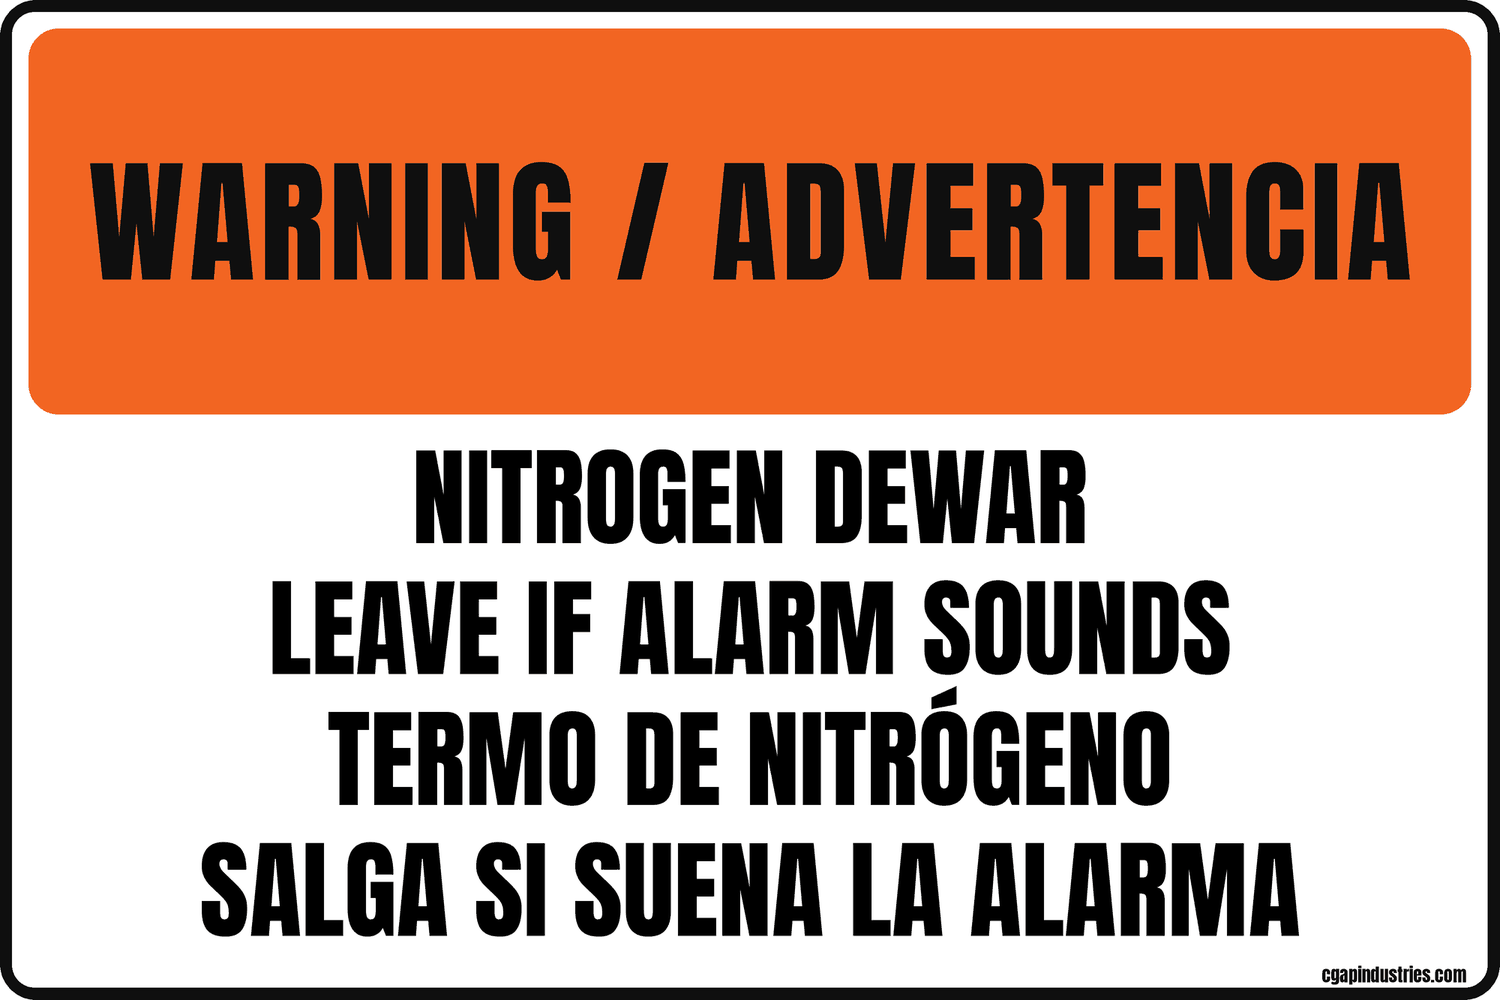 WARNING / ADVERTENCIA
NITROGEN DEWAR
LEAVE IF ALARM SOUNDS
TERMO DE NITRÓGENO
SALGA SI SUENA LA ALARMA
cgapindustries.com